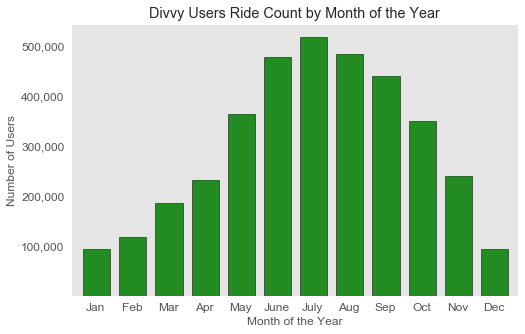 Divvy Users Ride Count by Month of the Year
500,000
400,000
300,000
200,000
100,000
Number of Users
Jan Feb Mar Apr May June July Aug Sep Oct Nov Dec
Month of the Year